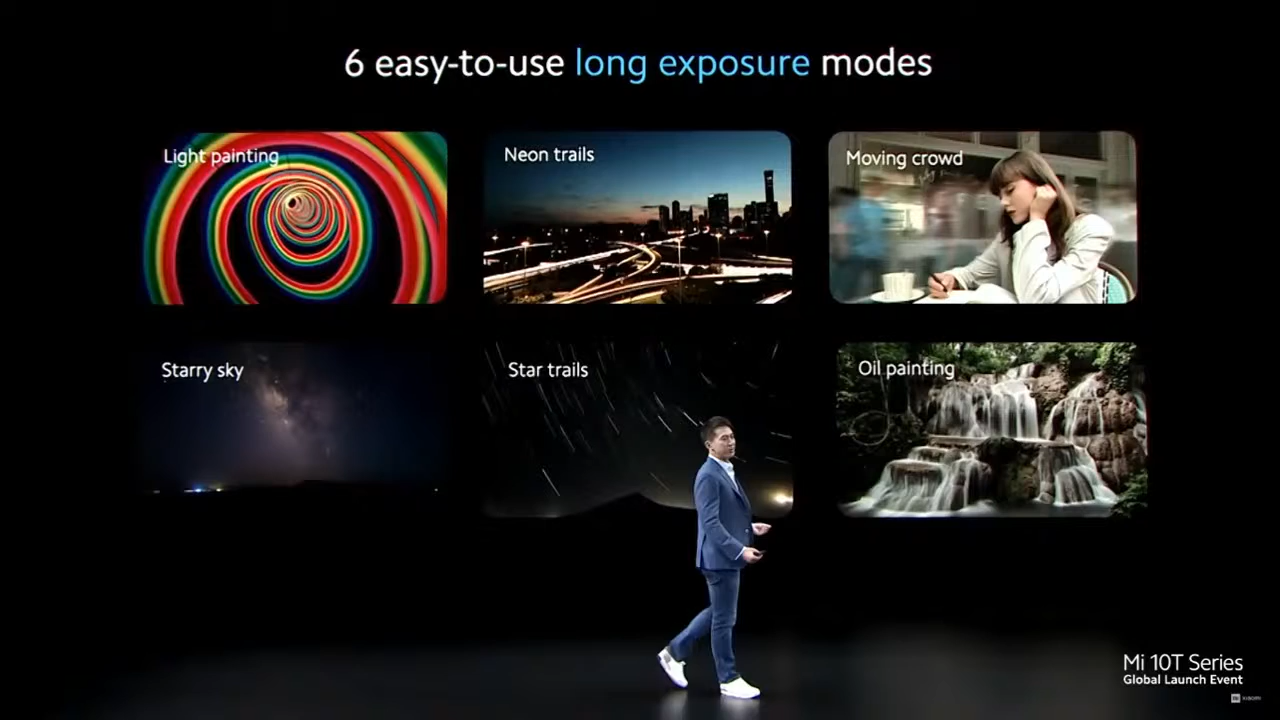 6 easy-to-use long exposure modes
Light painting
Neon trails
Moving crowd
Starry sky
Star trails
Oil painting
Mi 10T Series
Global Launch Event
xiaomi